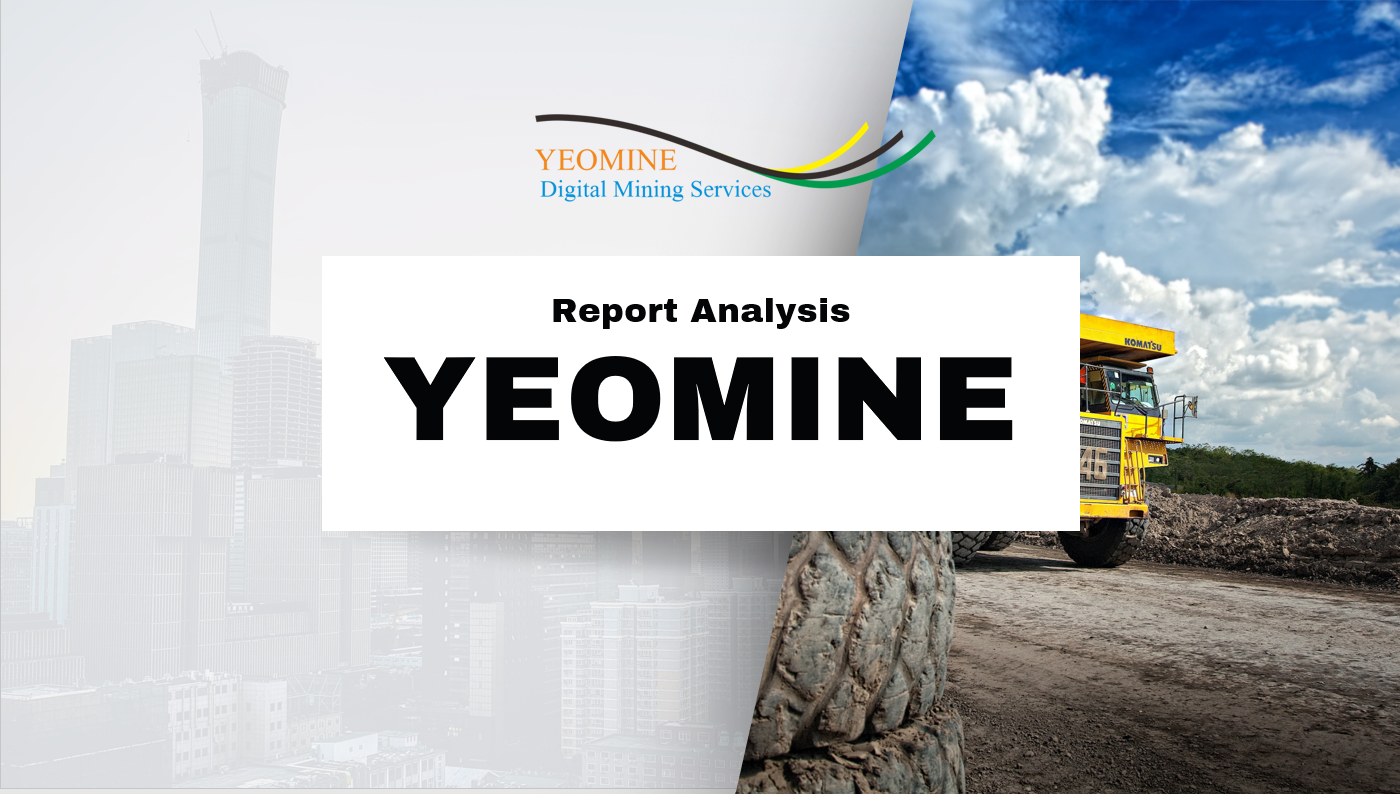 YEOMINE
Digital Mining Services
Report Analysis
YEOMINE
KOMATSU